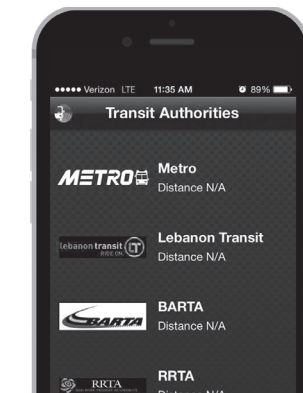 Verizon LTE 11:35 AM 89%
Transit Authorities
METRO
Metro
Distance N/A
lebanon transit LT
RIDE ON.
Lebanon Transit
Distance N/A
BARTA
BARTA
Distance N/A
RRTA
RRTA
Distance N/A